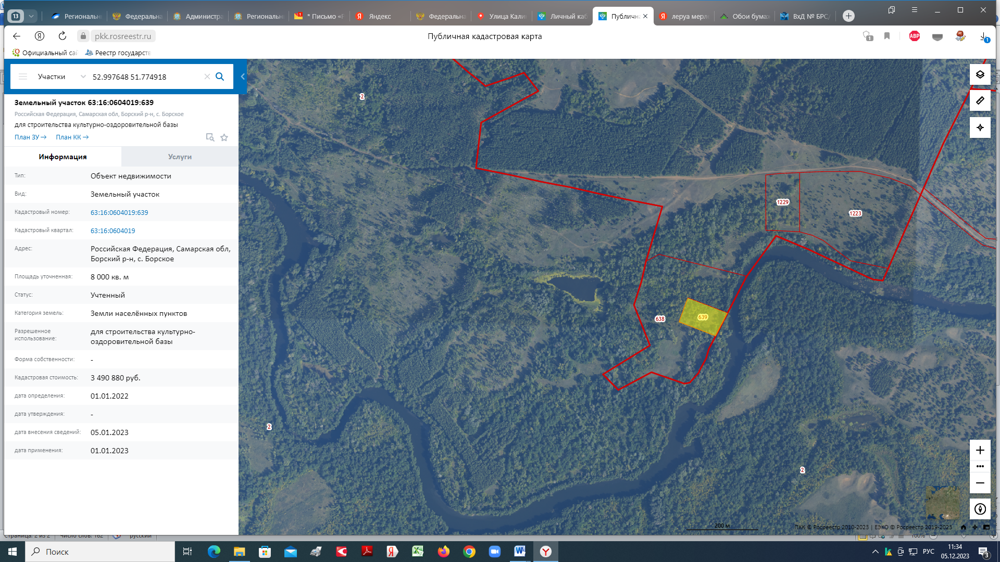 13
Региональн
Федеральна
Администра
Региональн
* Письмо «Р
Яндекс
Федеральна
Улица Калин
Личный каб
Публична
леруа мерле
Обои бумах
ВхД № БРС
pkk.rosreestr.ru
Публичная кадастровая карта
1
ABP
1
Официальный сай
Реестр государств
Участки
52.997648 51.774918
Земельный участок 63:16:0604019:639
Российская Федерация, Самарская обл, Борский р-н, с. Борское
для строительства культурно-оздоровительной базы
План ЗУ →
План КК →
Информация
Услуги
Тип: Объект недвижимости
Вид: Земельный участок
Кадастровый номер: 63:16:0604019:639
Кадастровый квартал: 63:16:0604019
Адрес: Российская Федерация, Самарская обл,
Борский р-н, с. Борское
Площадь уточненная: 8 000 кв. м
Статус: Учтенный
Категория земель: Земли населённых пунктов
Разрешенное
использование:
для строительства культурно-
оздоровительной базы
Форма собственности: -
Кадастровая стоимость: 3 490 880 руб.
дата определения: 01.01.2022
дата утверждения: -
дата внесения сведений: 05.01.2023
дата применения: 01.01.2023
2
1229
1223
639
638
2
2
200 м
ПКК © Росреестр 2010-2023 | ЕЭКО © Росреестр 2019-2023
Страница: 2 из 2
Число слов: 162
русский
100%
Поиск
РУС
11:34
05.12.2023
3